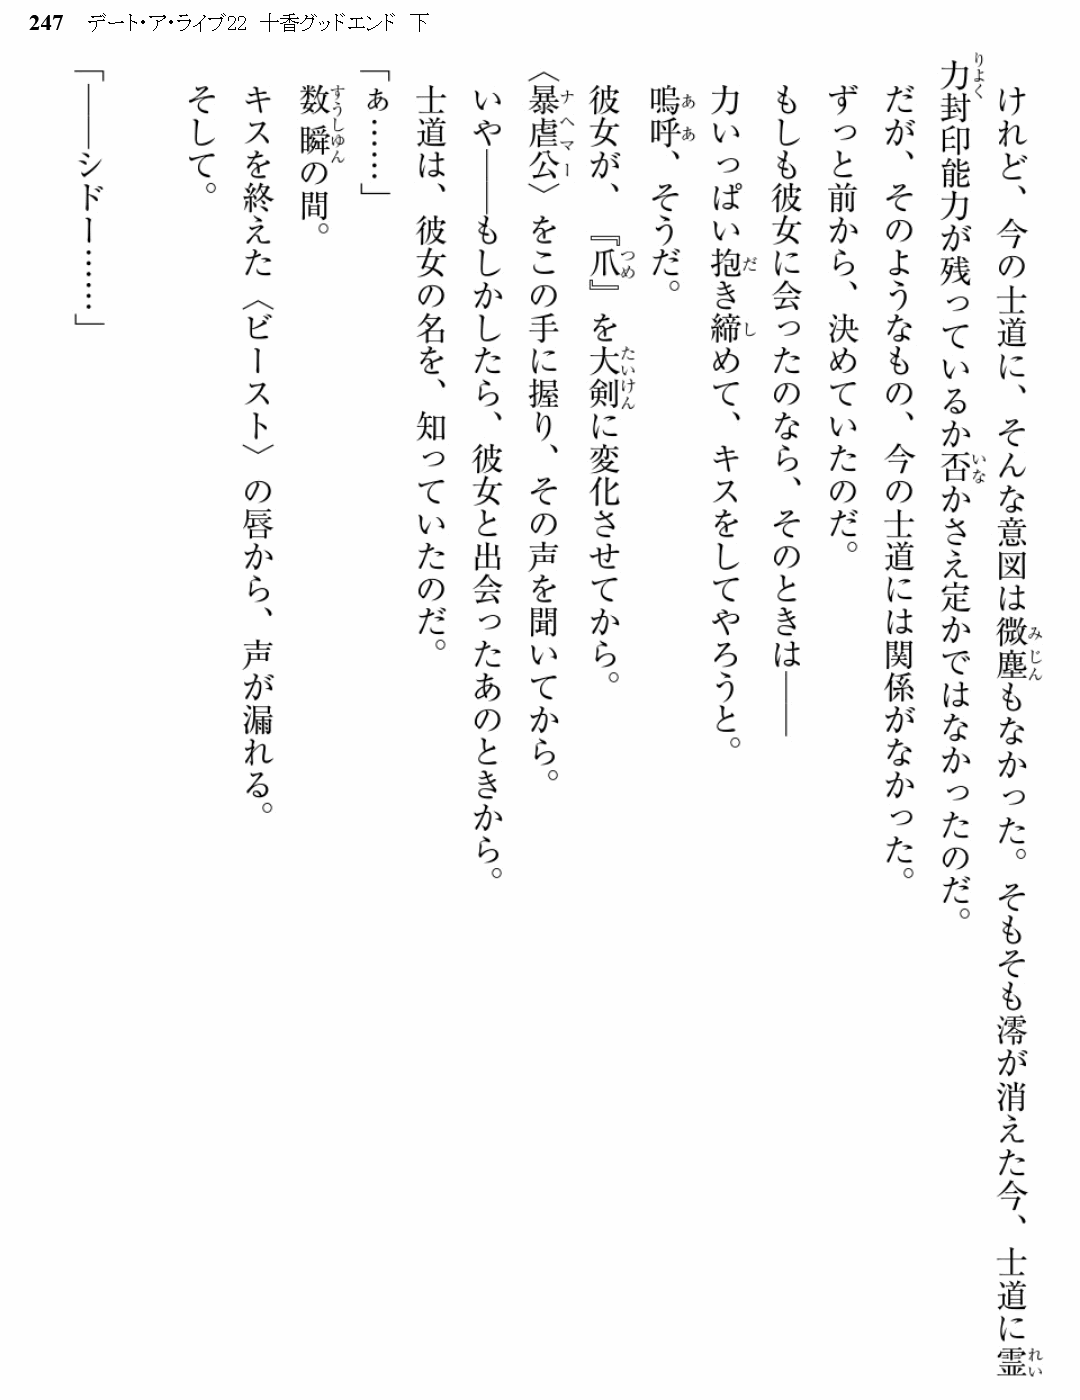 247 デート・ア・ライブ22 十香グッドエンド 下
けれど、今の士道に、そんな意図は微塵もなかった。そもそも澪が消えた今、士道に霊
力封印能力が残っているか否かさえ定かではなかったのだ。
だが、そのようなもの、今の士道には関係がなかった。
ずっと前から、決めていたのだ。
もしも彼女に会ったのなら、そのときは――
力いっぱい抱き締めて、キスをしてやろうと。
嗚呼、そうだ。
彼女が、『爪』を大剣に変化させてから。
〈暴虐公〉をこの手に握り、その声を聞いてから。
いや――もしかしたら、彼女と出会ったあのときから。
士道は、彼女の名を、知っていたのだ。
「ぁ……」
数瞬の間。
キスを終えた〈ビースト〉の唇から、声が漏れる。
そして。
「――シドー……」